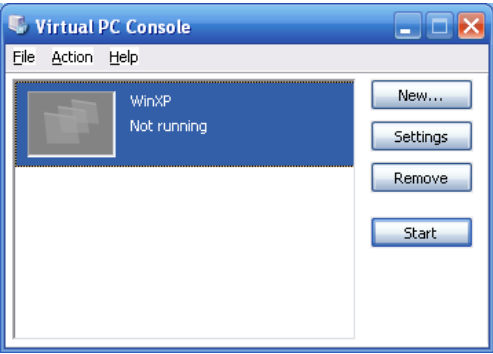 Virtual PC Console
File Action Help
WinXP
Not running
New...
Settings
Remove
Start